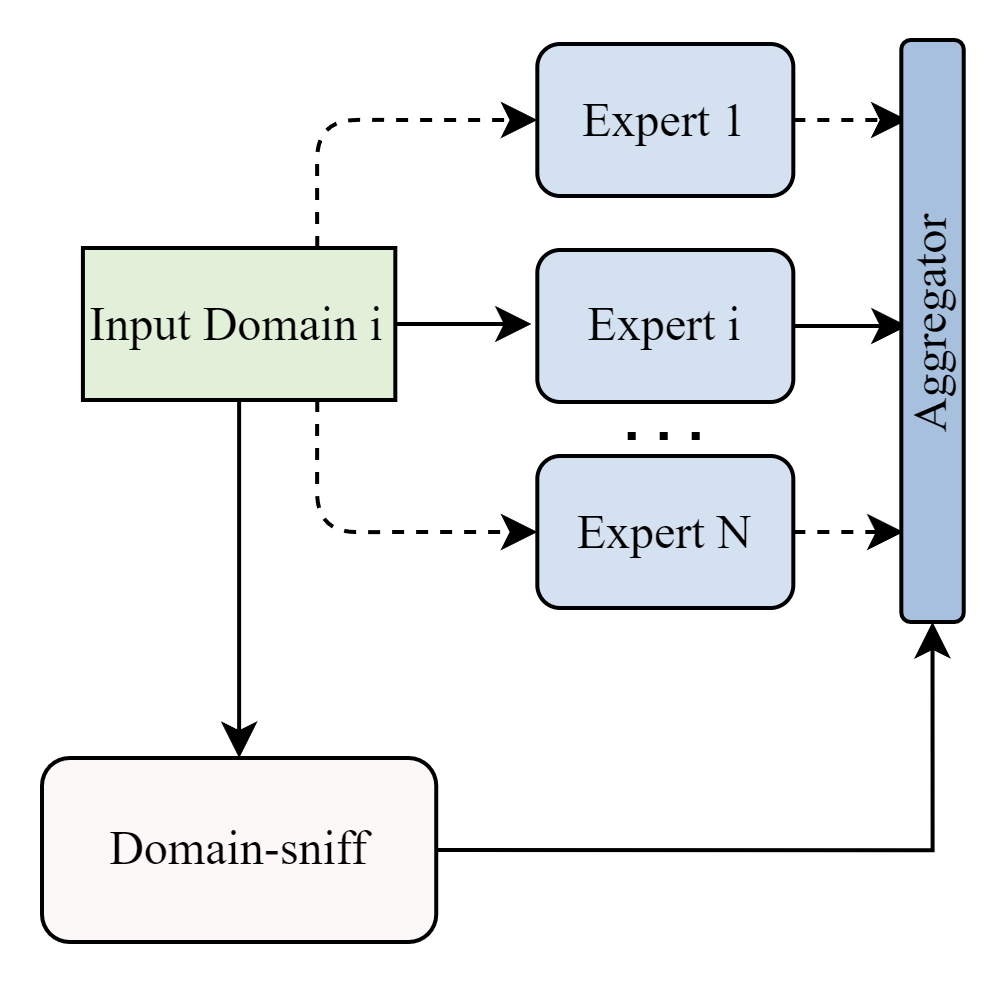 Expert 1
Input Domain i
Expert i
Aggregator
. . .
Expert N
Domain-sniff